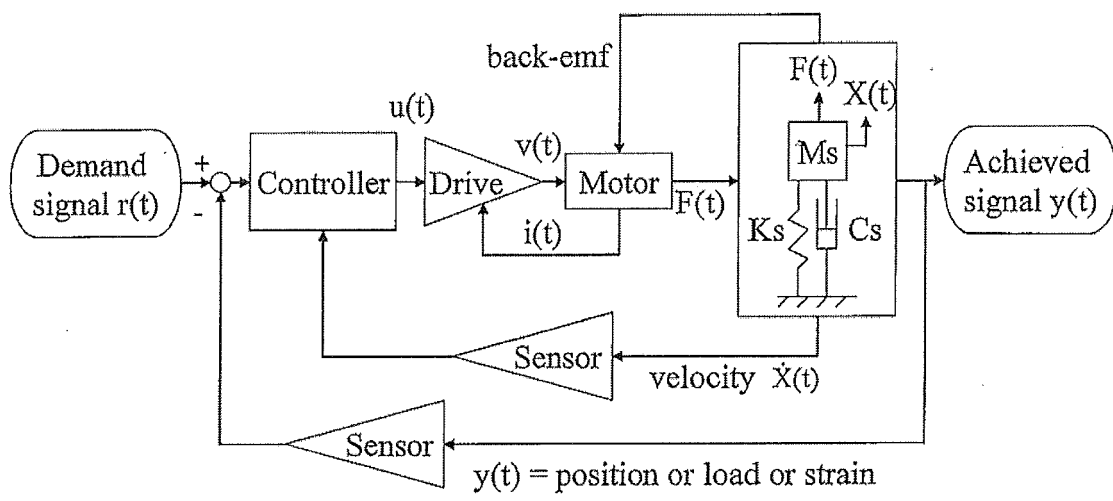 back-emf
F(t)
X(t)
u(t)
v(t)
Demand
signal r(t)
+
-
Controller
Drive
Motor
F(t)
Ms
Achieved
signal y(t)
i(t)
Ks
Cs
Sensor
velocity Ẋ(t)
Sensor
y(t) = position or load or strain